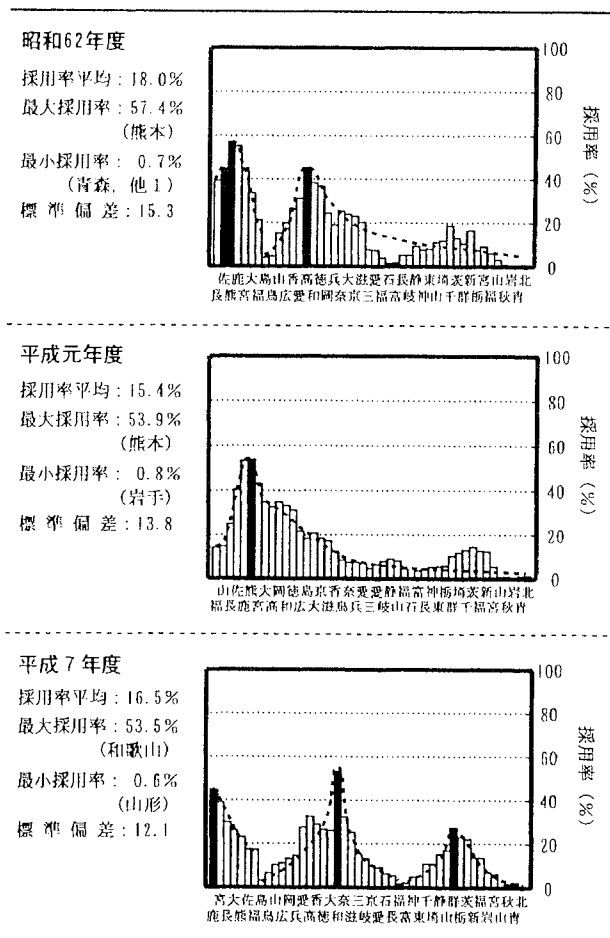 昭和62年度
採用率平均：18.0%
最大採用率：57.4%
(熊本)
最小採用率： 0.7%
(青森，他1)
標準偏差：15.3
100
80
60
40
20
0
採用率 (%)
佐鹿大島山香高徳兵大滋愛石長静東埼茨新宮山岩北
長熊宮福鳥広愛和岡奈京三福岐富山神山千群栃福秋青
平成元年度
採用率平均：15.4%
最大採用率：53.9%
(熊本)
最小採用率： 0.8%
(岩手)
標準偏差：13.8
100
80
60
40
20
0
採用率 (%)
山佐熊大岡徳島京香奈愛愛静福富神栃埼茨新山岩北
福長鹿宮高和広大滋鳥兵三岐山石長東群千栃宮福秋青
平成7年度
採用率平均：16.5%
最大採用率：53.5%
(和歌山)
最小採用率： 0.6%
(山形)
標準偏差：12.1
100
80
60
40
20
0
採用率 (%)
宮大佐島山岡愛香大奈三京石福神千静群茨福宮秋北
鹿長熊福鳥広兵高徳和滋岐愛長富東埼山栃新岩山青